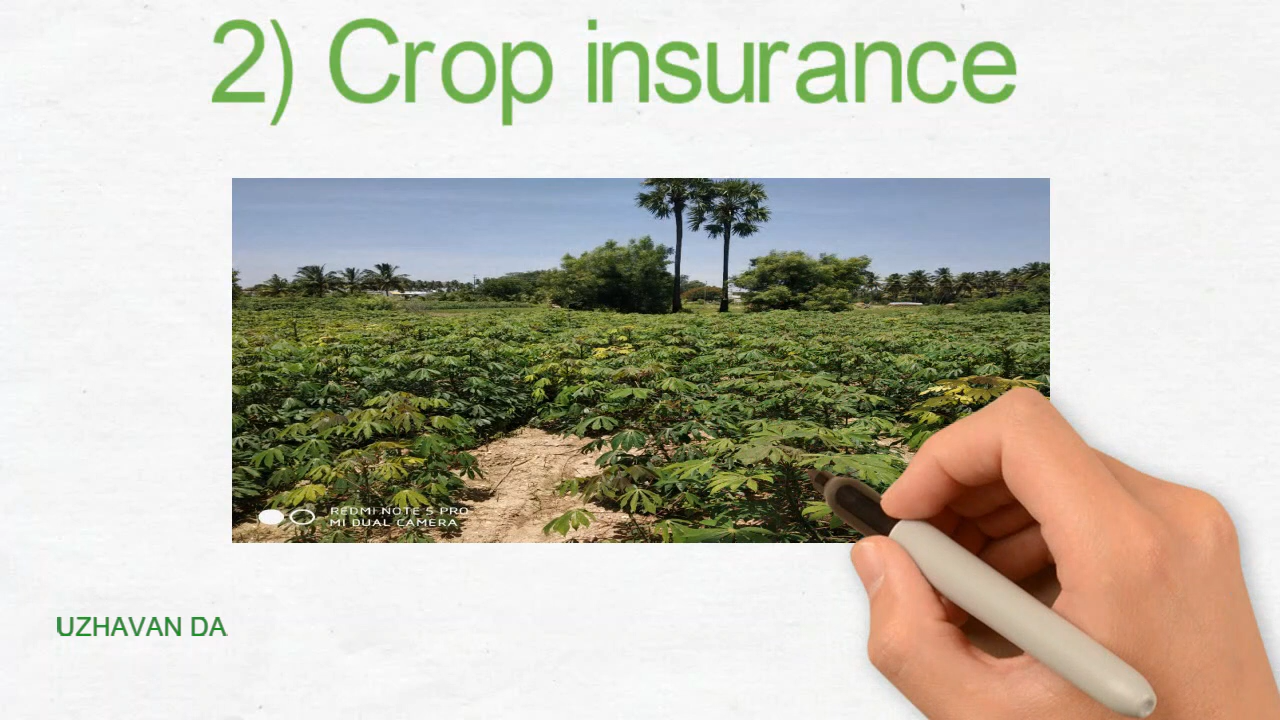 2) Crop insurance
REDMI NOTE 5 PRO
MI DUAL CAMERA
UZHAVAN DA